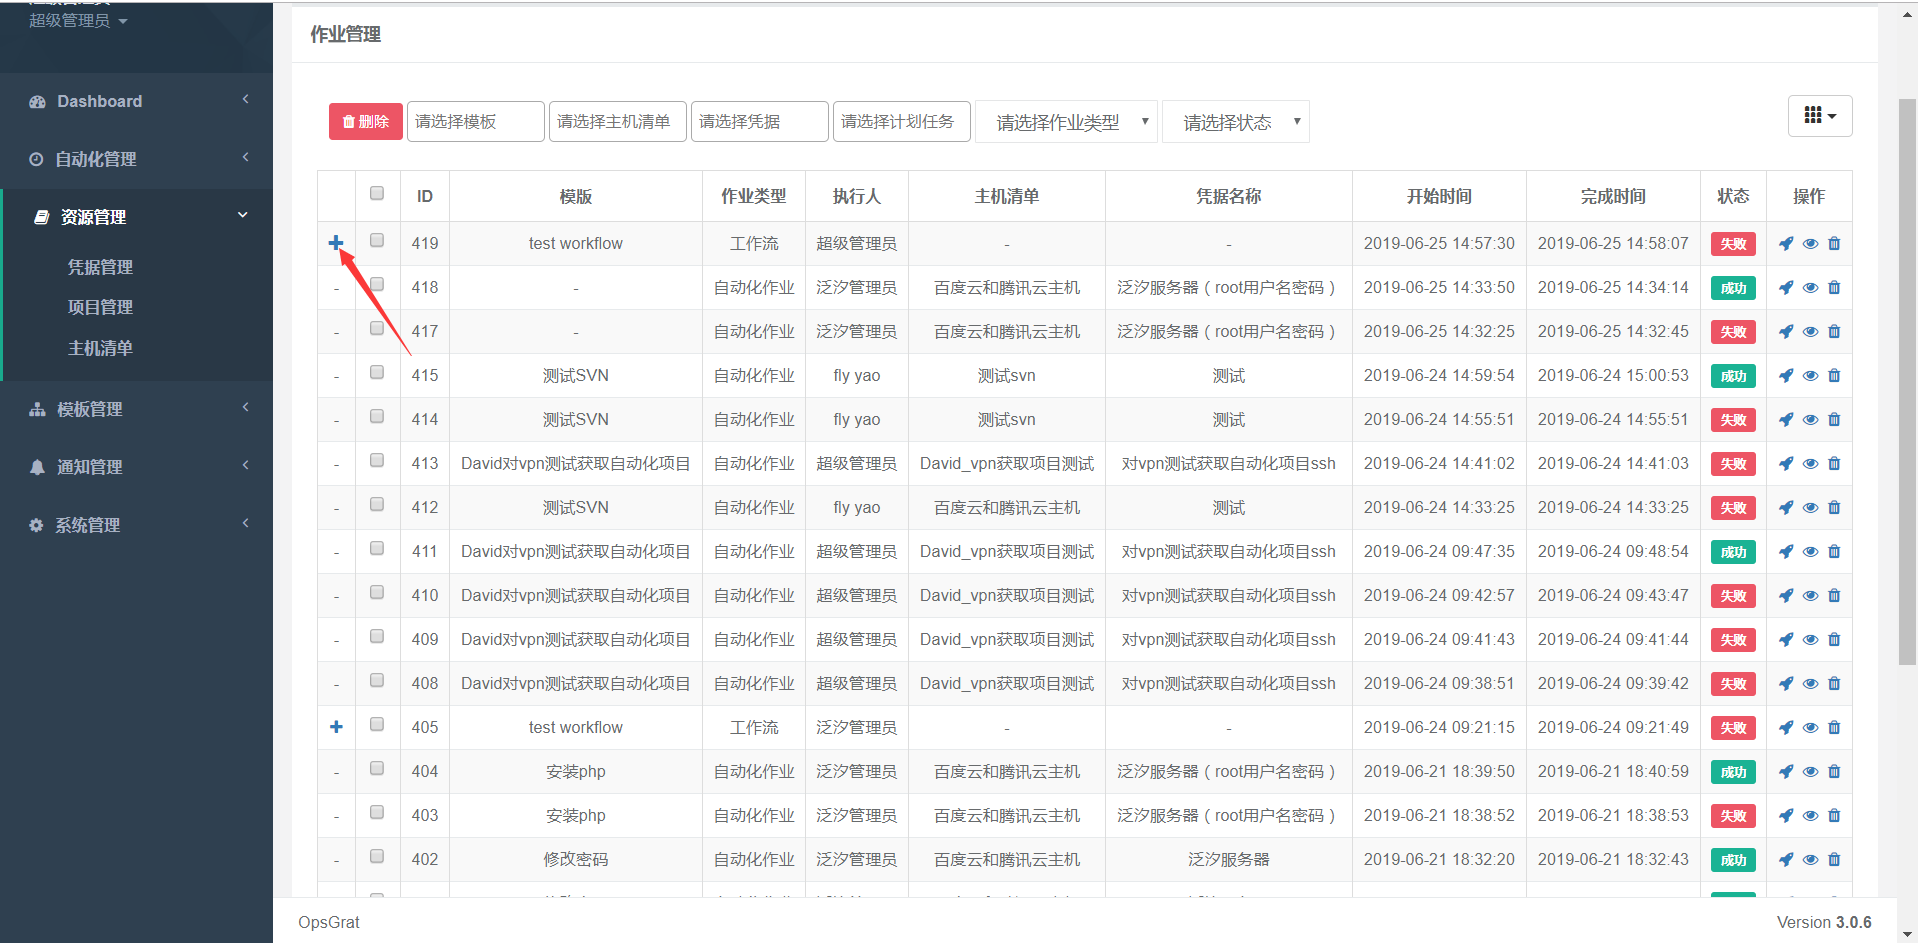 超级管理员
Dashboard
自动化管理
资源管理
凭据管理
项目管理
主机清单
模板管理
通知管理
系统管理
作业管理
删除 请选择模板 请选择主机清单 请选择凭据 请选择计划任务 请选择作业类型 请选择状态
ID 模版 作业类型 执行人 主机清单 凭据名称 开始时间 完成时间 状态 操作
419 test workflow 工作流 超级管理员 - - 2019-06-25 14:57:30 2019-06-25 14:58:07 失败
- 418 - 自动化作业 泛汐管理员 百度云和腾讯云主机 泛汐服务器（root用户名密码） 2019-06-25 14:33:50 2019-06-25 14:34:14 成功
- 417 - 自动化作业 泛汐管理员 百度云和腾讯云主机 泛汐服务器（root用户名密码） 2019-06-25 14:32:25 2019-06-25 14:32:45 失败
- 415 测试SVN 自动化作业 fly yao 测试svn 测试 2019-06-24 14:59:54 2019-06-24 15:00:53 成功
- 414 测试SVN 自动化作业 fly yao 测试svn 测试 2019-06-24 14:55:51 2019-06-24 14:55:51 失败
- 413 David对vpn测试获取自动化项目 自动化作业 超级管理员 David_vpn获取项目测试 对vpn测试获取自动化项目ssh 2019-06-24 14:41:02 2019-06-24 14:41:03 失败
- 412 测试SVN 自动化作业 fly yao 百度云和腾讯云主机 测试 2019-06-24 14:33:25 2019-06-24 14:33:25 失败
- 411 David对vpn测试获取自动化项目 自动化作业 超级管理员 David_vpn获取项目测试 对vpn测试获取自动化项目ssh 2019-06-24 09:47:35 2019-06-24 09:48:54 成功
- 410 David对vpn测试获取自动化项目 自动化作业 超级管理员 David_vpn获取项目测试 对vpn测试获取自动化项目ssh 2019-06-24 09:42:57 2019-06-24 09:43:47 失败
- 409 David对vpn测试获取自动化项目 自动化作业 超级管理员 David_vpn获取项目测试 对vpn测试获取自动化项目ssh 2019-06-24 09:41:43 2019-06-24 09:41:44 失败
- 408 David对vpn测试获取自动化项目 自动化作业 超级管理员 David_vpn获取项目测试 对vpn测试获取自动化项目ssh 2019-06-24 09:38:51 2019-06-24 09:39:42 失败
405 test workflow 工作流 泛汐管理员 - - 2019-06-24 09:21:15 2019-06-24 09:21:49 失败
- 404 安装php 自动化作业 泛汐管理员 百度云和腾讯云主机 泛汐服务器（root用户名密码） 2019-06-21 18:39:50 2019-06-21 18:40:59 成功
- 403 安装php 自动化作业 泛汐管理员 百度云和腾讯云主机 泛汐服务器（root用户名密码） 2019-06-21 18:38:52 2019-06-21 18:38:53 失败
- 402 修改密码 自动化作业 泛汐管理员 百度云和腾讯云主机 泛汐服务器 2019-06-21 18:32:20 2019-06-21 18:32:43 成功
OpsGrat Version 3.0.6